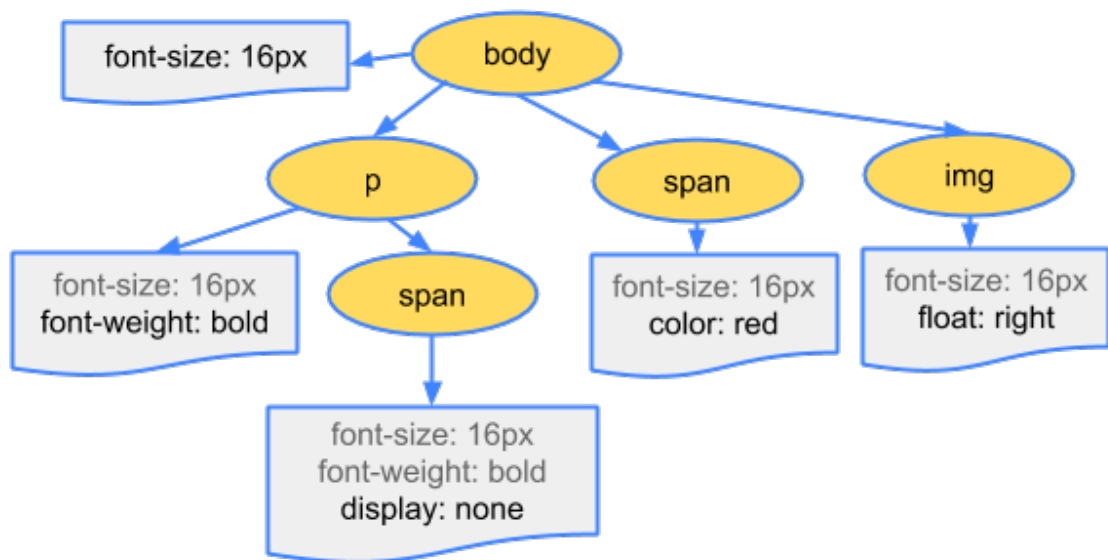 body
font-size: 16px
p
span
img
font-size: 16px
font-weight: bold
span
font-size: 16px
color: red
font-size: 16px
float: right
font-size: 16px
font-weight: bold
display: none